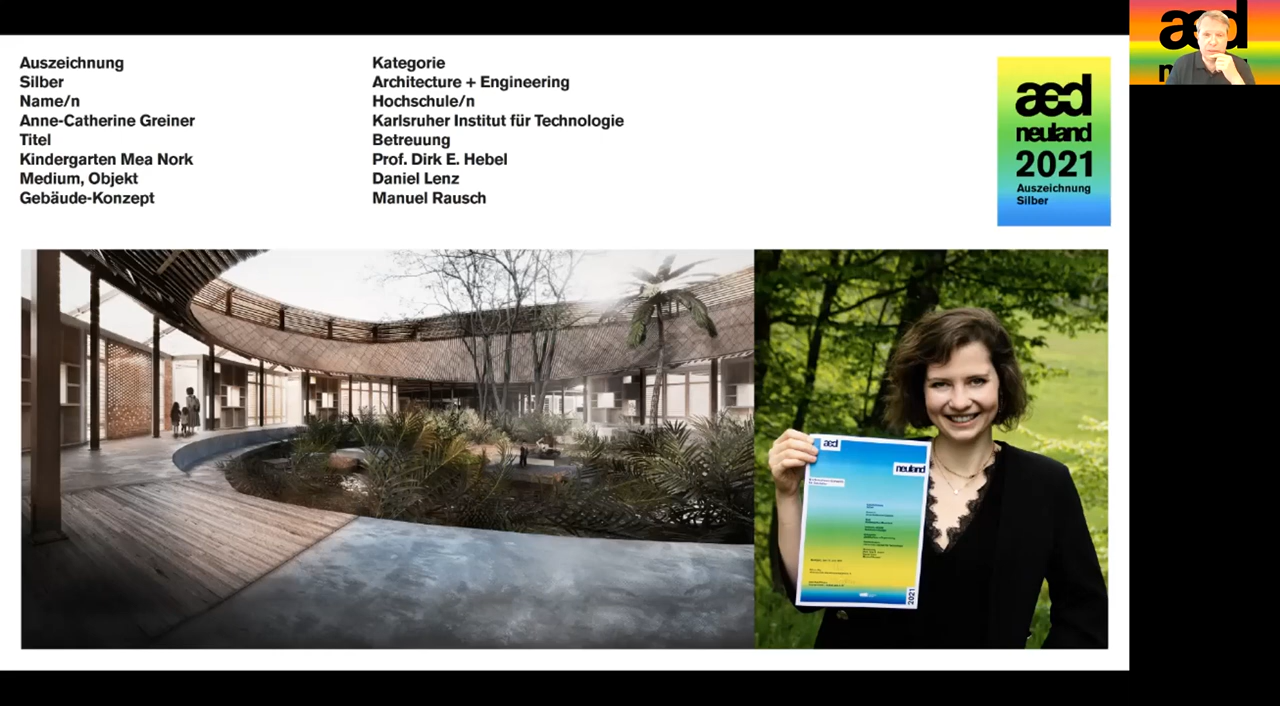 Auszeichnung
Silber
Name/n
Anne-Catherine Greiner
Titel
Kindergarten Mea Nork
Medium, Objekt
Gebäude-Konzept
Kategorie
Architecture + Engineering
Hochschule/n
Karlsruher Institut für Technologie
Betreuung
Prof. Dirk E. Hebel
Daniel Lenz
Manuel Rausch
aed
neuland
2021
Auszeichnung
Silber
aed
aed
neuland
2021